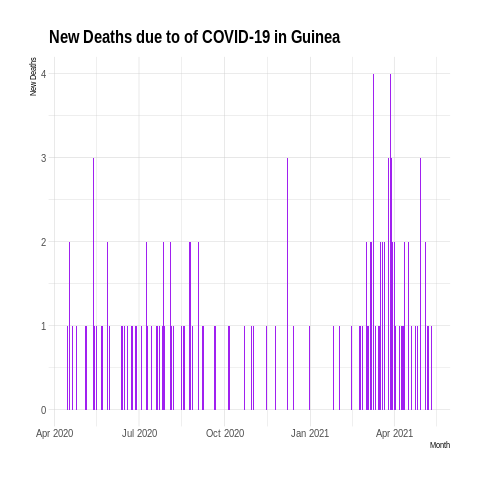 New Deaths due to of COVID-19 in Guinea
New Deaths
4
3
2
1
0
Apr 2020 Jul 2020 Oct 2020 Jan 2021 Apr 2021
Month